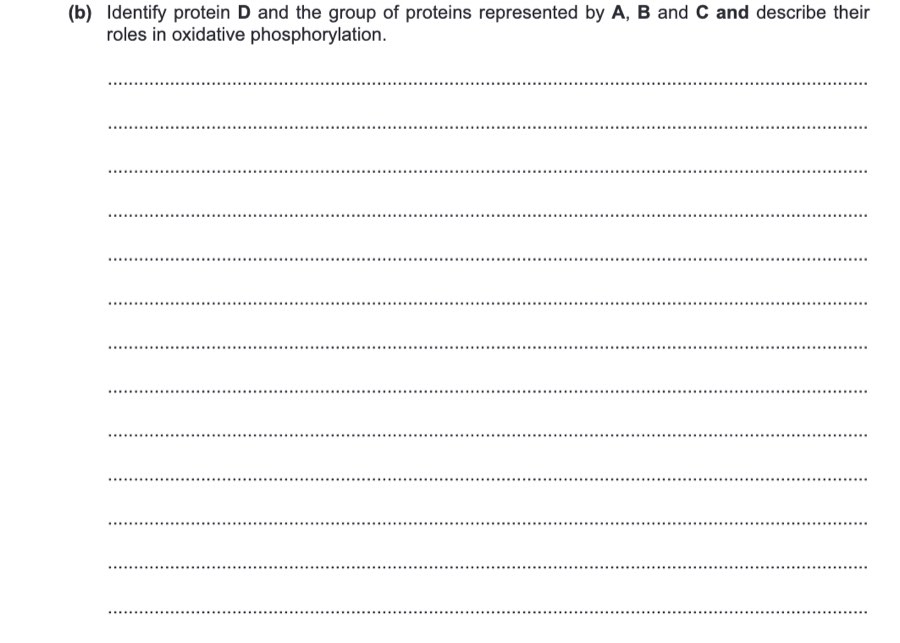 (b) Identify protein D and the group of proteins represented by A, B and C and describe their
roles in oxidative phosphorylation.